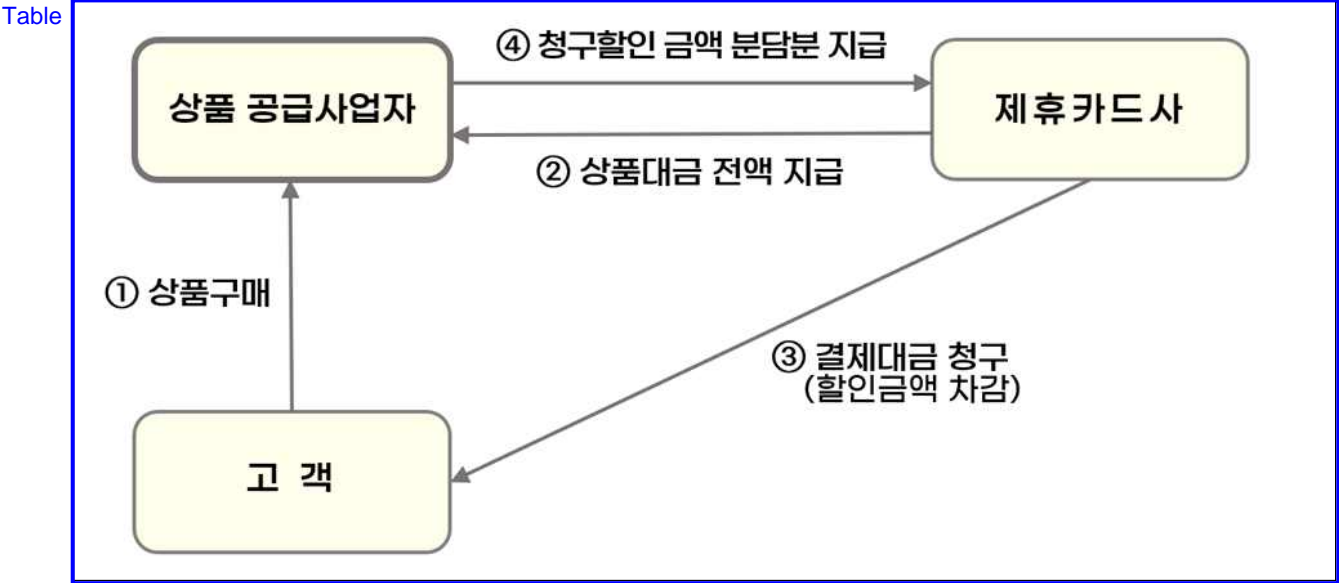 Table
④ 청구할인 금액 분담분 지급
상품 공급사업자
제휴카드사
② 상품대금 전액 지급
① 상품구매
③ 결제대금 청구
(할인금액 차감)
고 객